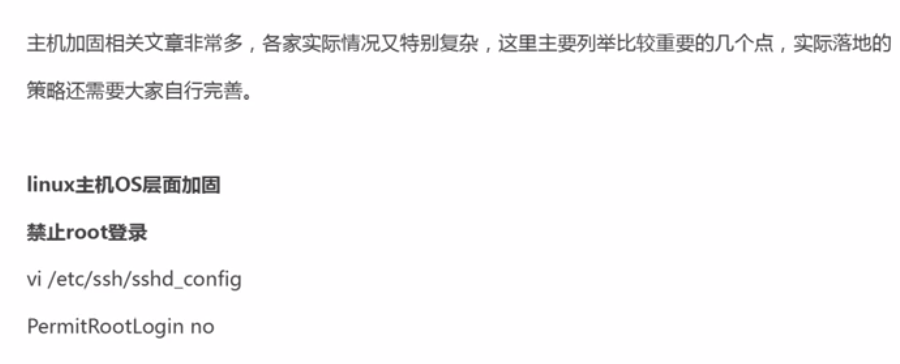 主机加固相关文章非常多，各家实际情况又特别复杂，这里主要列举比较重要的几个点，实际落地的
策略还需要大家自行完善。
linux主机OS层面加固
禁止root登录
vi /etc/ssh/sshd_config
PermitRootLogin no